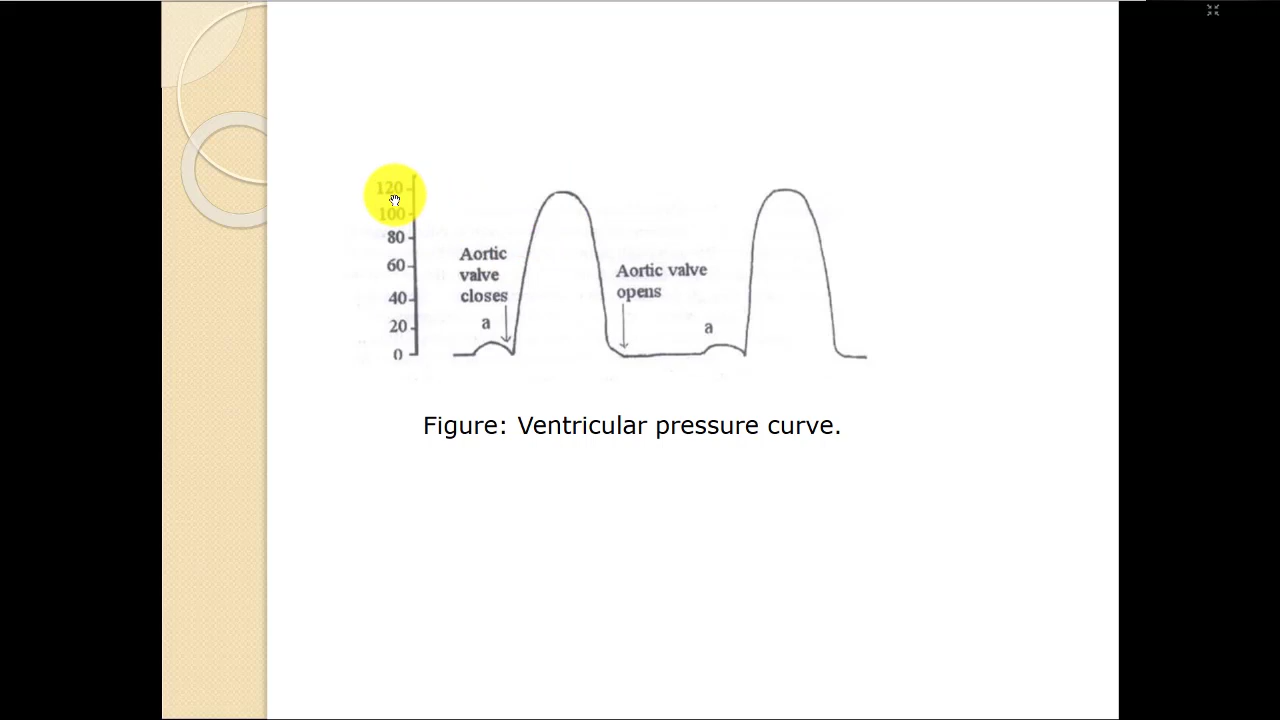 120
100
80
60
40
20
0
Aortic
valve
closes
a
Aortic valve
opens
a
Figure: Ventricular pressure curve.